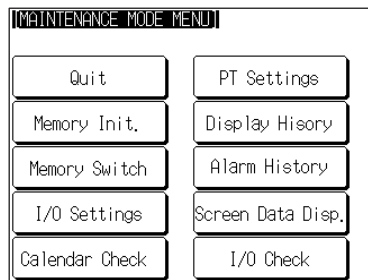 [MAINTENANCE MODE MENU]
Quit
PT Settings
Memory Init.
Display Hisory
Memory Switch
Alarm History
I/O Settings
Screen Data Disp.
Calendar Check
I/O Check